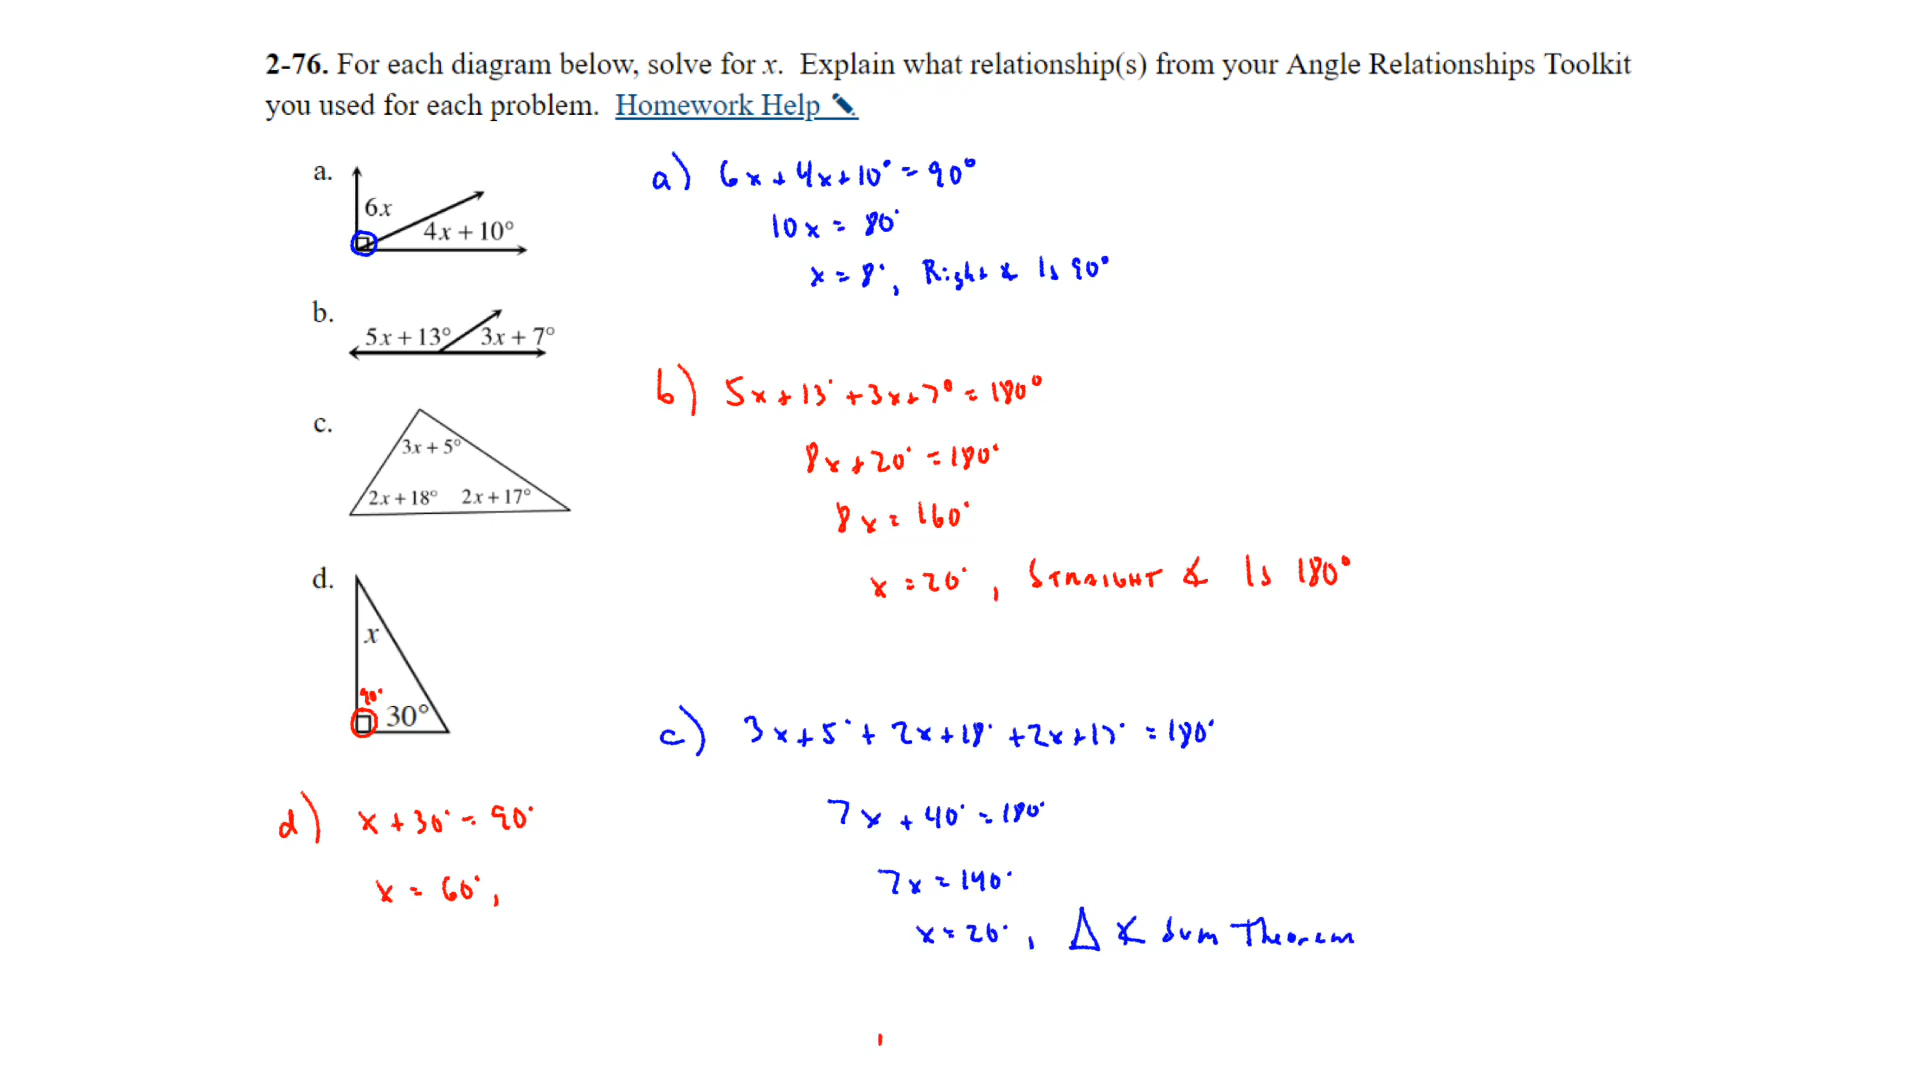 2-76. For each diagram below, solve for x. Explain what relationship(s) from your Angle Relationships Toolkit
you used for each problem. Homework Help ✎
a.
6x
4x + 10°
b.
5x + 13°
3x + 7°
c.
3x + 5°
2x + 18°
2x + 17°
d.
x
90°
30°
a) 6x + 4x + 10° = 90°
10x = 80°
x = 8°, Right ∡ Is 90°
b) 5x + 13° + 3x + 7° = 180°
8x + 20° = 180°
8x = 160°
x = 20°, STRAIGHT ∡ Is 180°
c) 3x + 5° + 2x + 18° + 2x + 17° = 180°
7x + 40° = 180°
7x = 140°
x = 20°, Δ ∡ Sum Theorem
d) x + 30° = 90°
x = 60°,